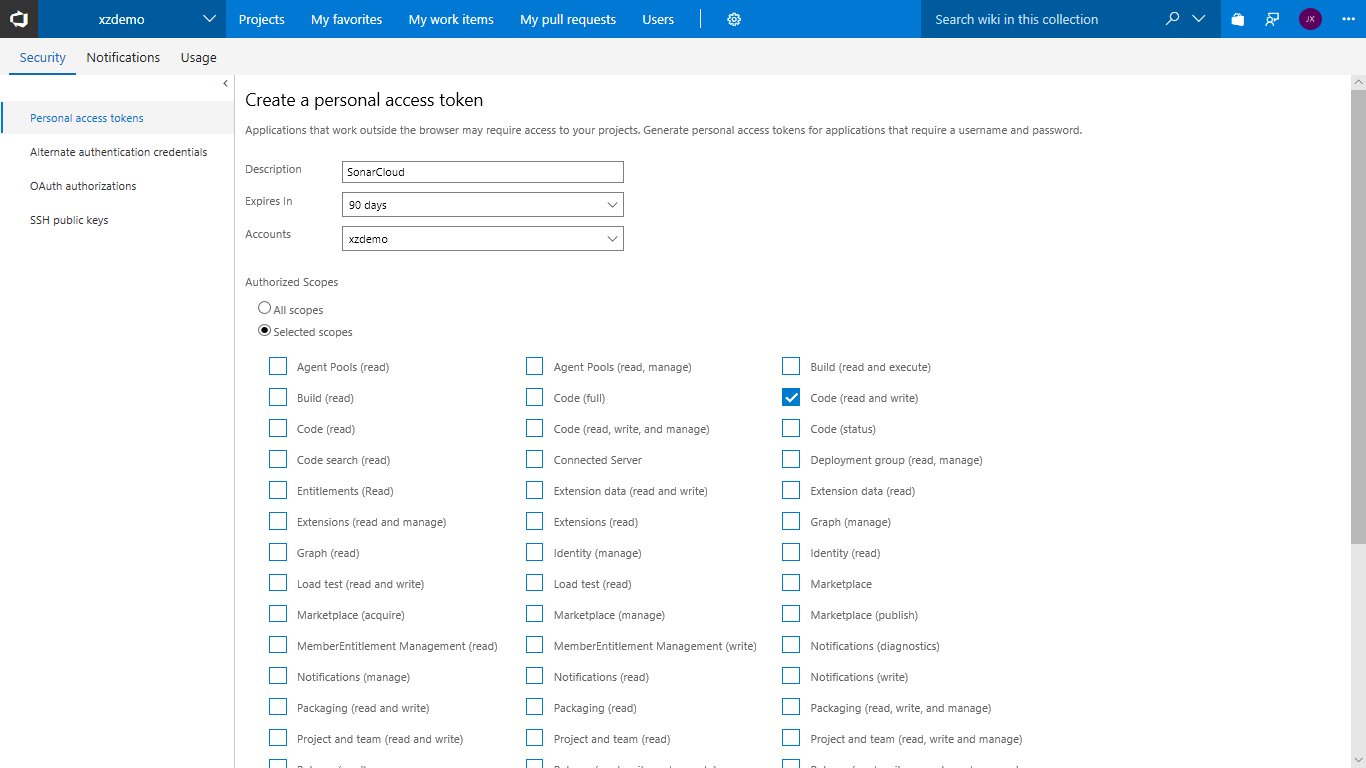 xzdemo Projects My favorites My work items My pull requests Users Search wiki in this collection JX
Security Notifications Usage
Personal access tokens
Alternate authentication credentials
OAuth authorizations
SSH public keys
Create a personal access token
Applications that work outside the browser may require access to your projects. Generate personal access tokens for applications that require a username and password.
Description SonarCloud
Expires In 90 days
Accounts xzdemo
Authorized Scopes
All scopes
Selected scopes
Agent Pools (read) Agent Pools (read, manage) Build (read and execute)
Build (read) Code (full) Code (read and write)
Code (read) Code (read, write, and manage) Code (status)
Code search (read) Connected Server Deployment group (read, manage)
Entitlements (Read) Extension data (read and write) Extension data (read)
Extensions (read and manage) Extensions (read) Graph (manage)
Graph (read) Identity (manage) Identity (read)
Load test (read and write) Load test (read) Marketplace
Marketplace (acquire) Marketplace (manage) Marketplace (publish)
MemberEntitlement Management (read) MemberEntitlement Management (write) Notifications (diagnostics)
Notifications (manage) Notifications (read) Notifications (write)
Packaging (read and write) Packaging (read) Packaging (read, write, and manage)
Project and team (read and write) Project and team (read) Project and team (read, write and manage)